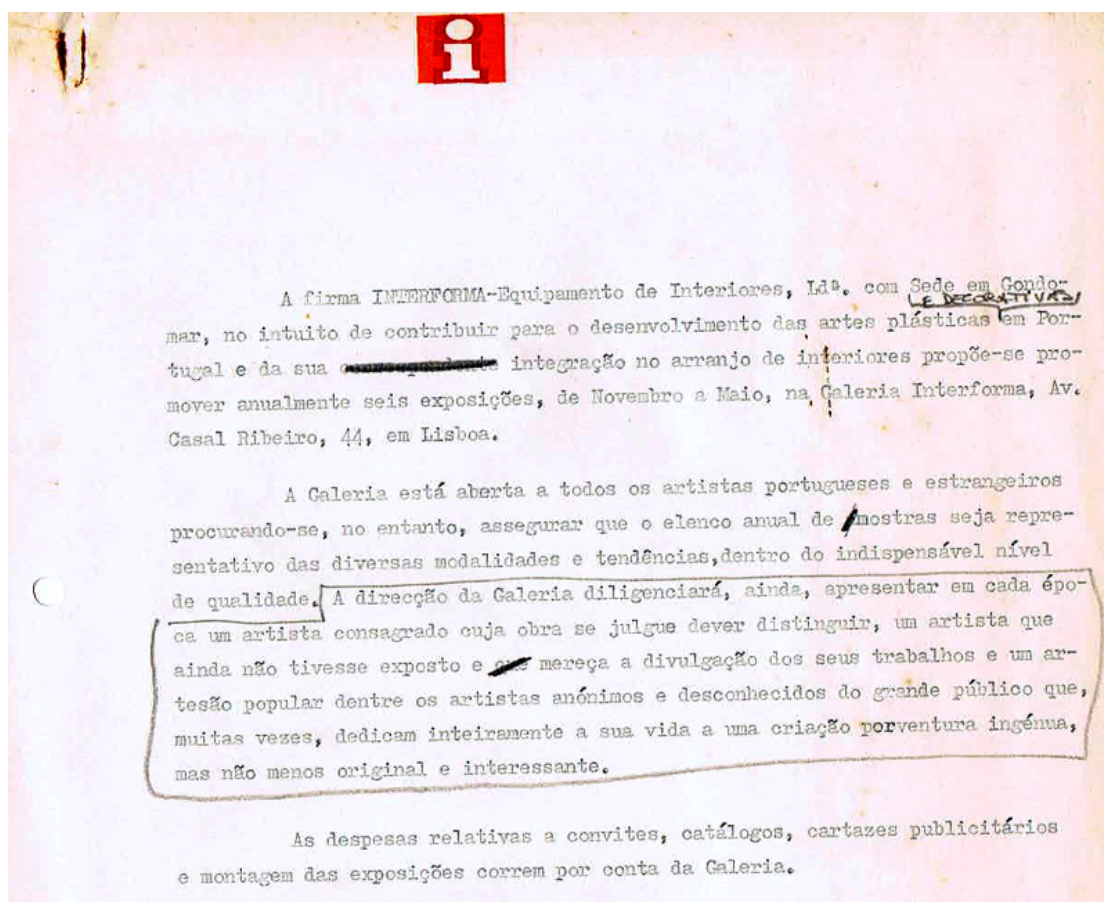 i
A firma INTERFORMA-Equipamento de Interiores, Ldª. com Sede em Gondo-
E DECORATIVAS
mar, no intuito de contribuir para o desenvolvimento das artes plásticas em Por-
tugal e da sua integração no arranjo de interiores propõe-se pro-
mover anualmente seis exposições, de Novembro a Maio, na Galeria Interforma, Av.
Casal Ribeiro, 44, em Lisboa.
A Galeria está aberta a todos os artistas portugueses e estrangeiros
procurando-se, no entanto, assegurar que o elenco anual de mostras seja repre-
sentativo das diversas modalidades e tendências,dentro do indispensável nível
de qualidade. A direcção da Galeria diligenciará, ainda, apresentar em cada épo-
ca um artista consagrado cuja obra se julgue dever distinguir, um artista que
ainda não tivesse exposto e que mereça a divulgação dos seus trabalhos e um ar-
tesão popular dentre os artistas anónimos e desconhecidos do grande público que,
muitas vezes, dedicam inteiramente a sua vida a uma criação porventura ingénua,
mas não menos original e interessante.
As despesas relativas a convites, catálogos, cartazes publicitários
e montagem das exposições correm por conta da Galeria.